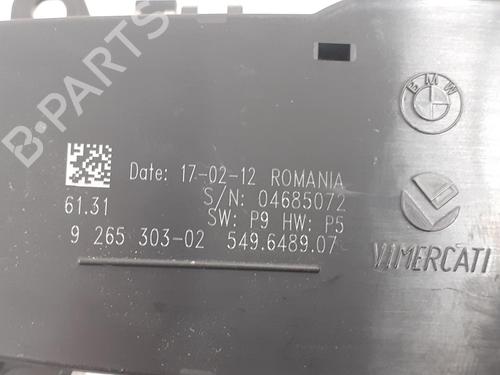 BMW
Date: 17-02-12 ROMANIA
S/N: 04685072
61.31 SW: P9 HW: P5
9 265 303-02 549.6489.07
VIMERCATI
B-PARTS